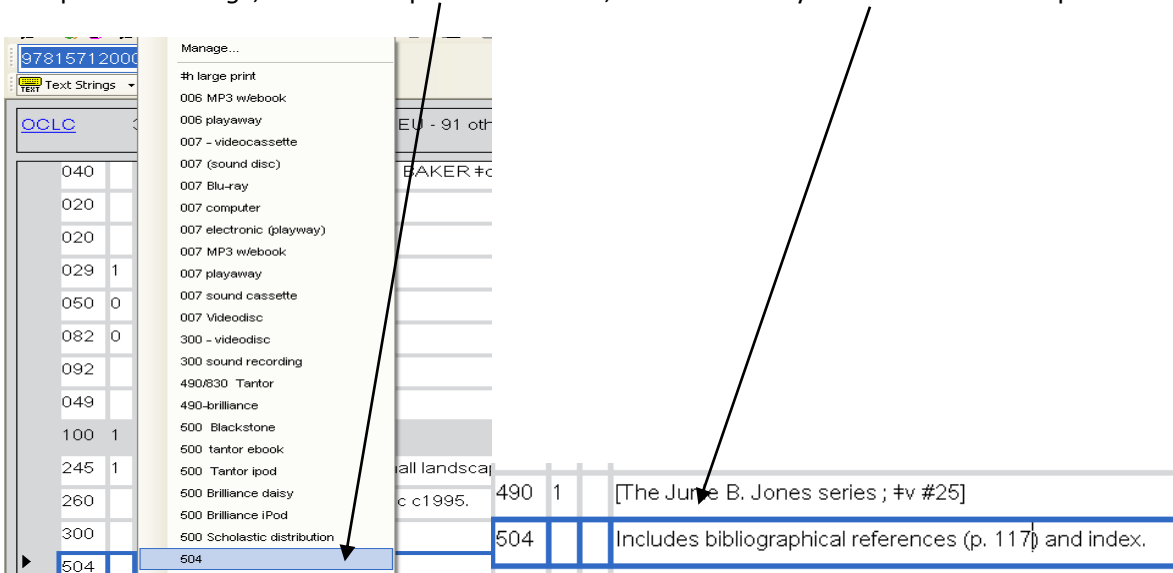 97815712000
Text Strings
OCLC
EU - 91 oth
040
BAKER ‡c
020
020
029 1
050 0
082 0
092
049
100 1
245 1
all landscap
260
c c1995.
300
504
Manage...
#h large print
006 MP3 w/ebook
006 playaway
007 - videocassette
007 (sound disc)
007 Blu-ray
007 computer
007 electronic (playway)
007 MP3 w/ebook
007 playaway
007 sound cassette
007 Videodisc
300 - videodisc
300 sound recording
490/830 Tantor
490-brilliance
500 Blackstone
500 tantor ebook
500 Tantor ipod
500 Brilliance daisy
500 Brilliance iPod
500 Scholastic distribution
504
490 1 [The June B. Jones series ; ‡v #25]
504 Includes bibliographical references (p. 117) and index.